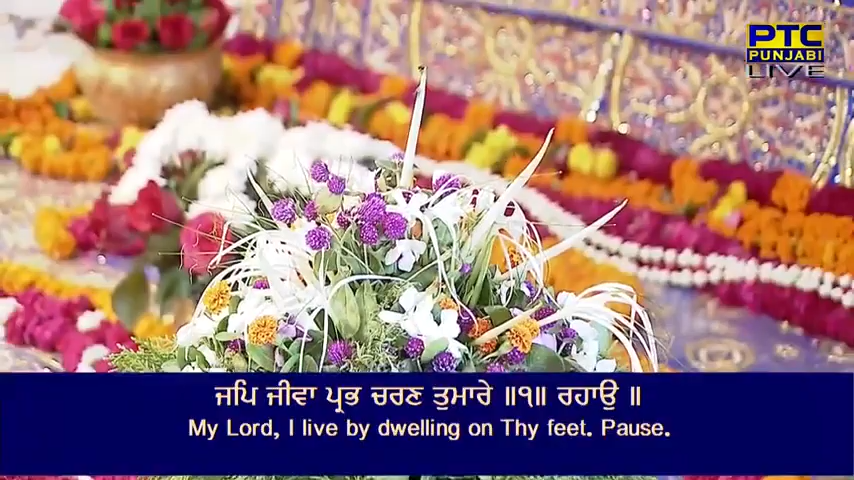 PTC
PUNJABI
LIVE
ਜਪਿ ਜੀਵਾ ਪ੍ਰਭ ਚਰਣ ਤੁਮਾਰੇ ॥੧॥ ਰਹਾਉ ॥
My Lord, I live by dwelling on Thy feet. Pause.